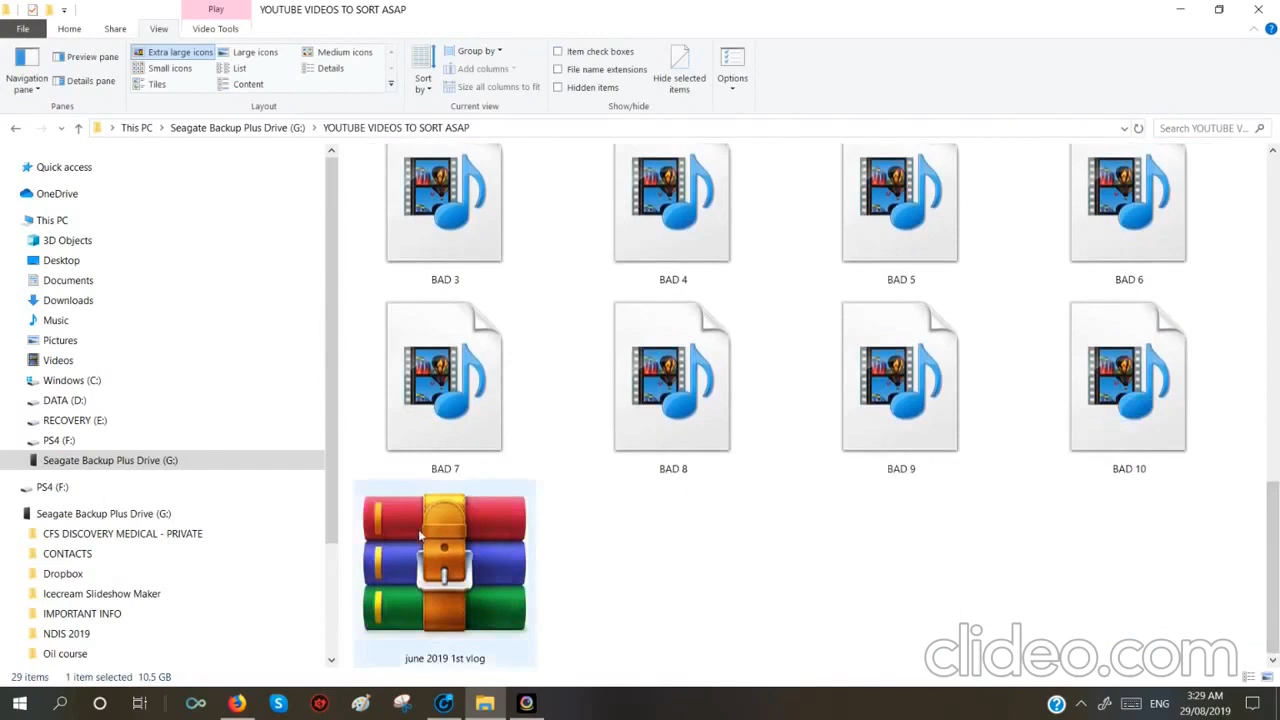 Play
YOUTUBE VIDEOS TO SORT ASAP
File Home Share View Video Tools
Navigation pane
Preview pane
Details pane
Panes
Extra large icons Large icons Medium icons
Small icons List Details
Tiles Content
Layout
Sort by
Group by
Add columns
Size all columns to fit
Current view
Item check boxes
File name extensions
Hidden items
Hide selected items
Show/hide
Options
This PC Seagate Backup Plus Drive (G:) YOUTUBE VIDEOS TO SORT ASAP
Search YOUTUBE V...
Quick access
OneDrive
This PC
3D Objects
Desktop
Documents
Downloads
Music
Pictures
Videos
Windows (C:)
DATA (D:)
RECOVERY (E:)
PS4 (F:)
Seagate Backup Plus Drive (G:)
PS4 (F:)
Seagate Backup Plus Drive (G:)
CFS DISCOVERY MEDICAL - PRIVATE
CONTACTS
Dropbox
Icecream Slideshow Maker
IMPORTANT INFO
NDIS 2019
Oil course
BAD 3 BAD 4 BAD 5 BAD 6
BAD 7 BAD 8 BAD 9 BAD 10
june 2019 1st vlog
clideo.com
29 items 1 item selected 10.5 GB
ENG
3:29 AM
29/08/2019